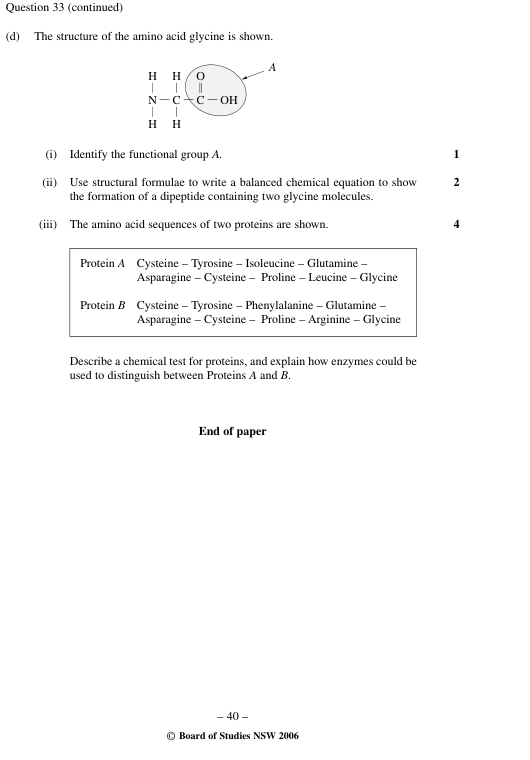 Question 33 (continued)
(d) The structure of the amino acid glycine is shown.
A
H H O
| | ||
N — C — C — OH
| |
H H
(i) Identify the functional group A. 1
(ii) Use structural formulae to write a balanced chemical equation to show 2
the formation of a dipeptide containing two glycine molecules.
(iii) The amino acid sequences of two proteins are shown. 4
Protein A Cysteine – Tyrosine – Isoleucine – Glutamine –
Asparagine – Cysteine – Proline – Leucine – Glycine
Protein B Cysteine – Tyrosine – Phenylalanine – Glutamine –
Asparagine – Cysteine – Proline – Arginine – Glycine
Describe a chemical test for proteins, and explain how enzymes could be
used to distinguish between Proteins A and B.
End of paper
– 40 –
© Board of Studies NSW 2006